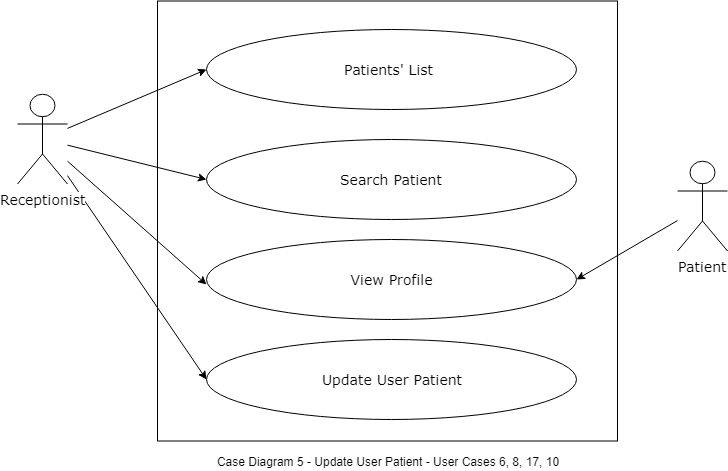 Patients' List
Receptionist
Search Patient
View Profile
Patient
Update User Patient
Case Diagram 5 - Update User Patient - User Cases 6, 8, 17, 10